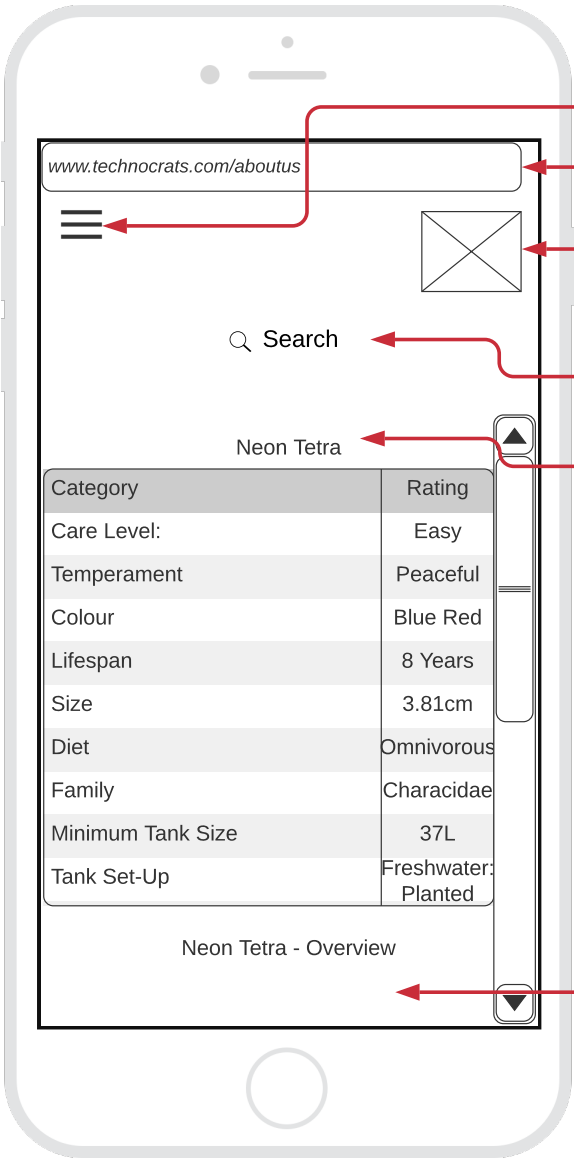 www.technocrats.com/aboutus
Search
Neon Tetra
Category Rating
Care Level: Easy
Temperament Peaceful
Colour Blue Red
Lifespan 8 Years
Size 3.81cm
Diet Omnivorous
Family Characidae
Minimum Tank Size 37L
Tank Set-Up Freshwater:
Planted
Neon Tetra - Overview